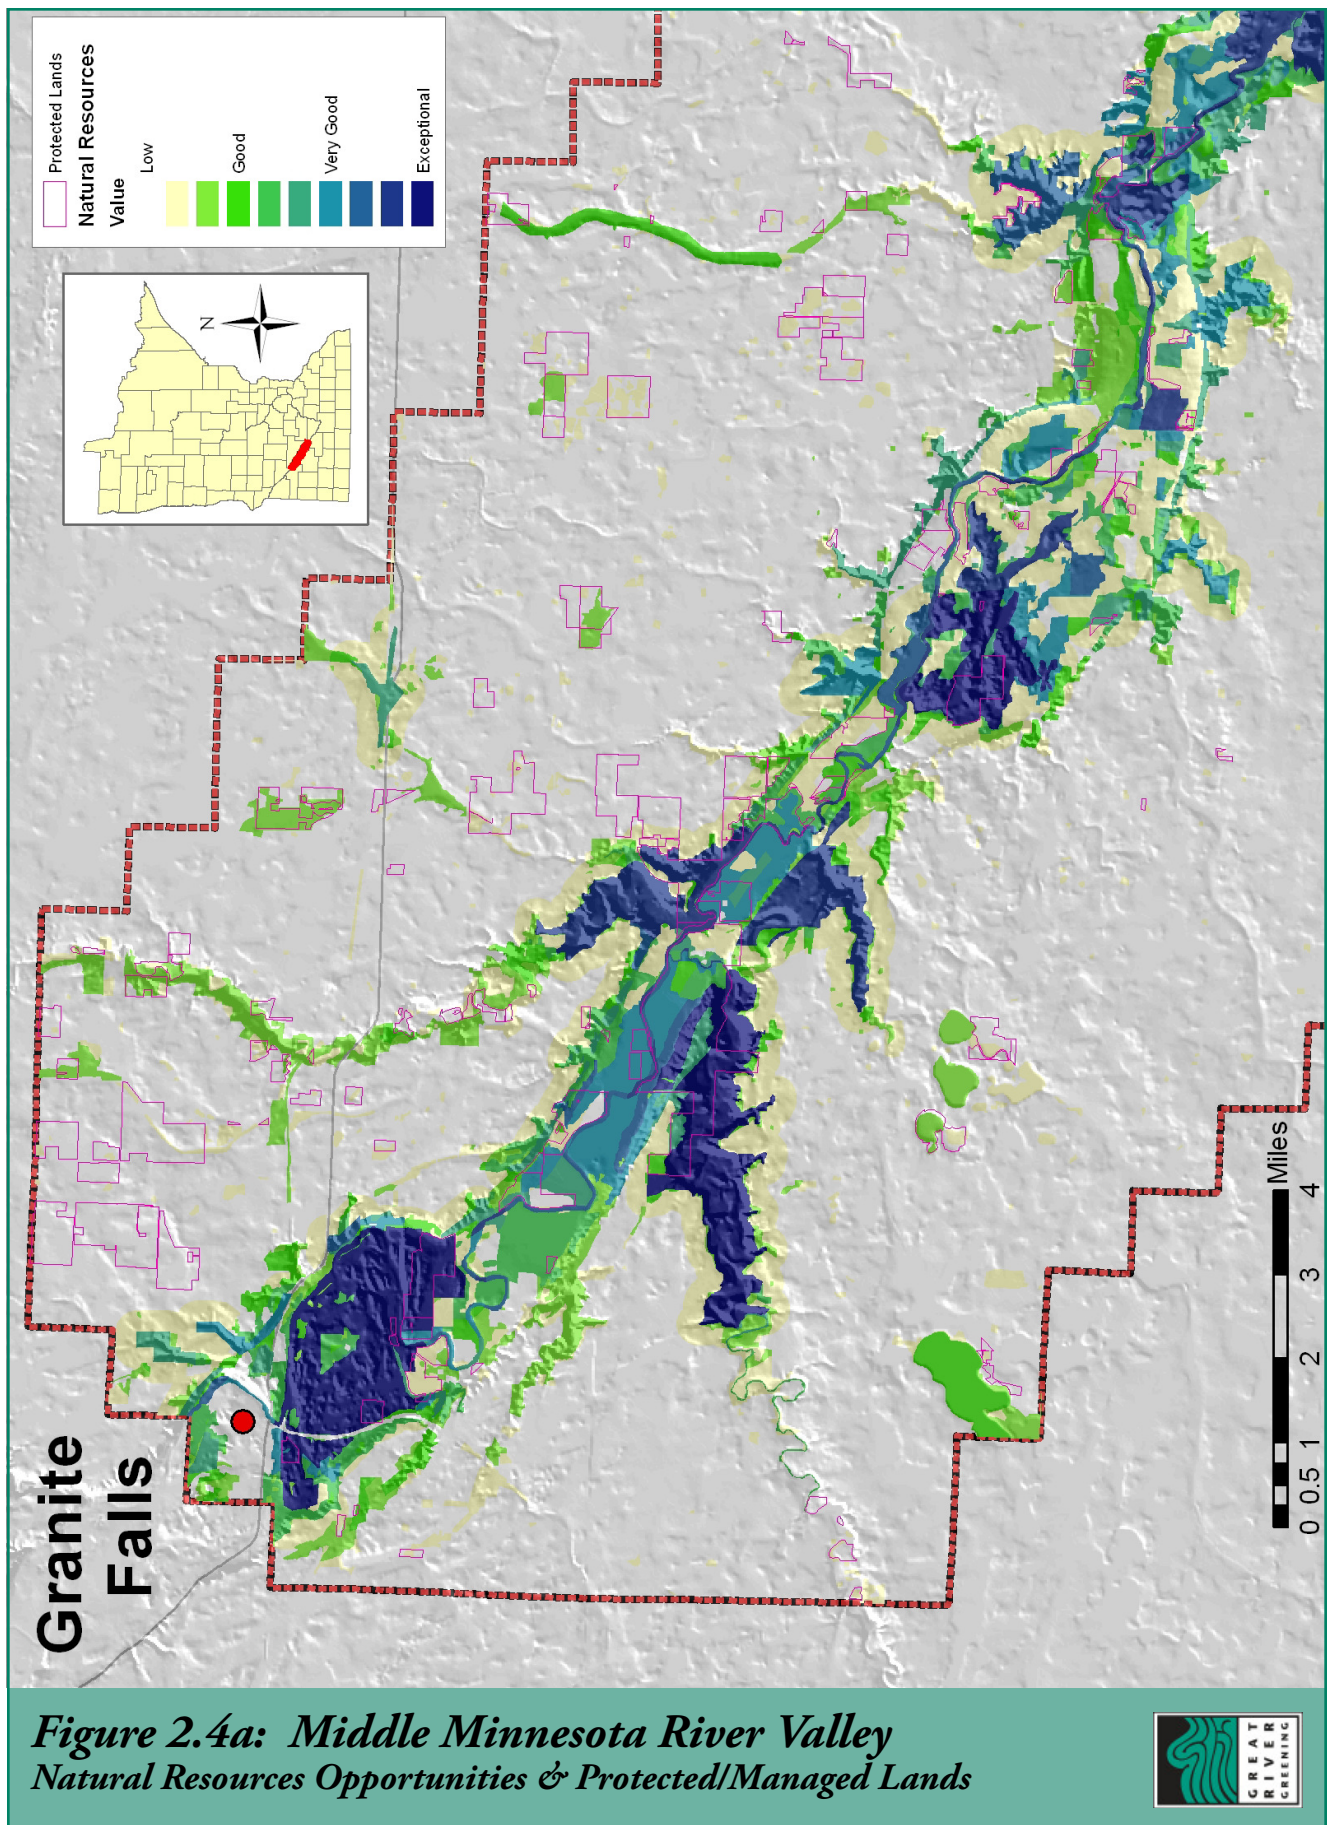 Protected Lands
Natural Resources
Value
Low
Good
Very Good
Exceptional
N
Granite
Falls
Miles
0 0.5 1 2 3 4
Figure 2.4a: Middle Minnesota River Valley
Natural Resources Opportunities & Protected/Managed Lands
GREAT
RIVER
GREENING